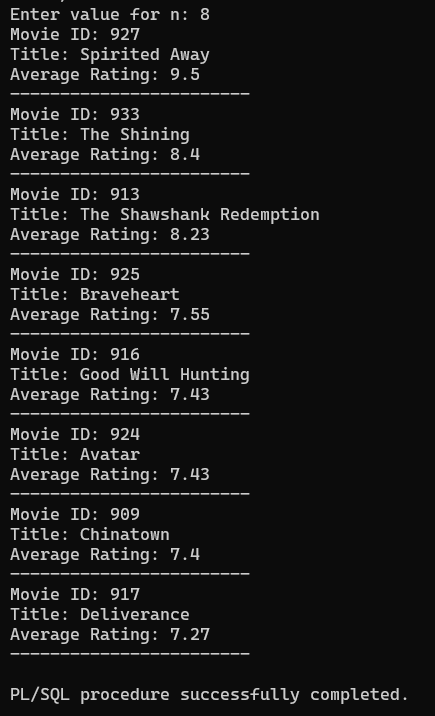 Enter value for n: 8
Movie ID: 927
Title: Spirited Away
Average Rating: 9.5
------------------------
Movie ID: 933
Title: The Shining
Average Rating: 8.4
------------------------
Movie ID: 913
Title: The Shawshank Redemption
Average Rating: 8.23
------------------------
Movie ID: 925
Title: Braveheart
Average Rating: 7.55
------------------------
Movie ID: 916
Title: Good Will Hunting
Average Rating: 7.43
------------------------
Movie ID: 924
Title: Avatar
Average Rating: 7.43
------------------------
Movie ID: 909
Title: Chinatown
Average Rating: 7.4
------------------------
Movie ID: 917
Title: Deliverance
Average Rating: 7.27
------------------------
PL/SQL procedure successfully completed.